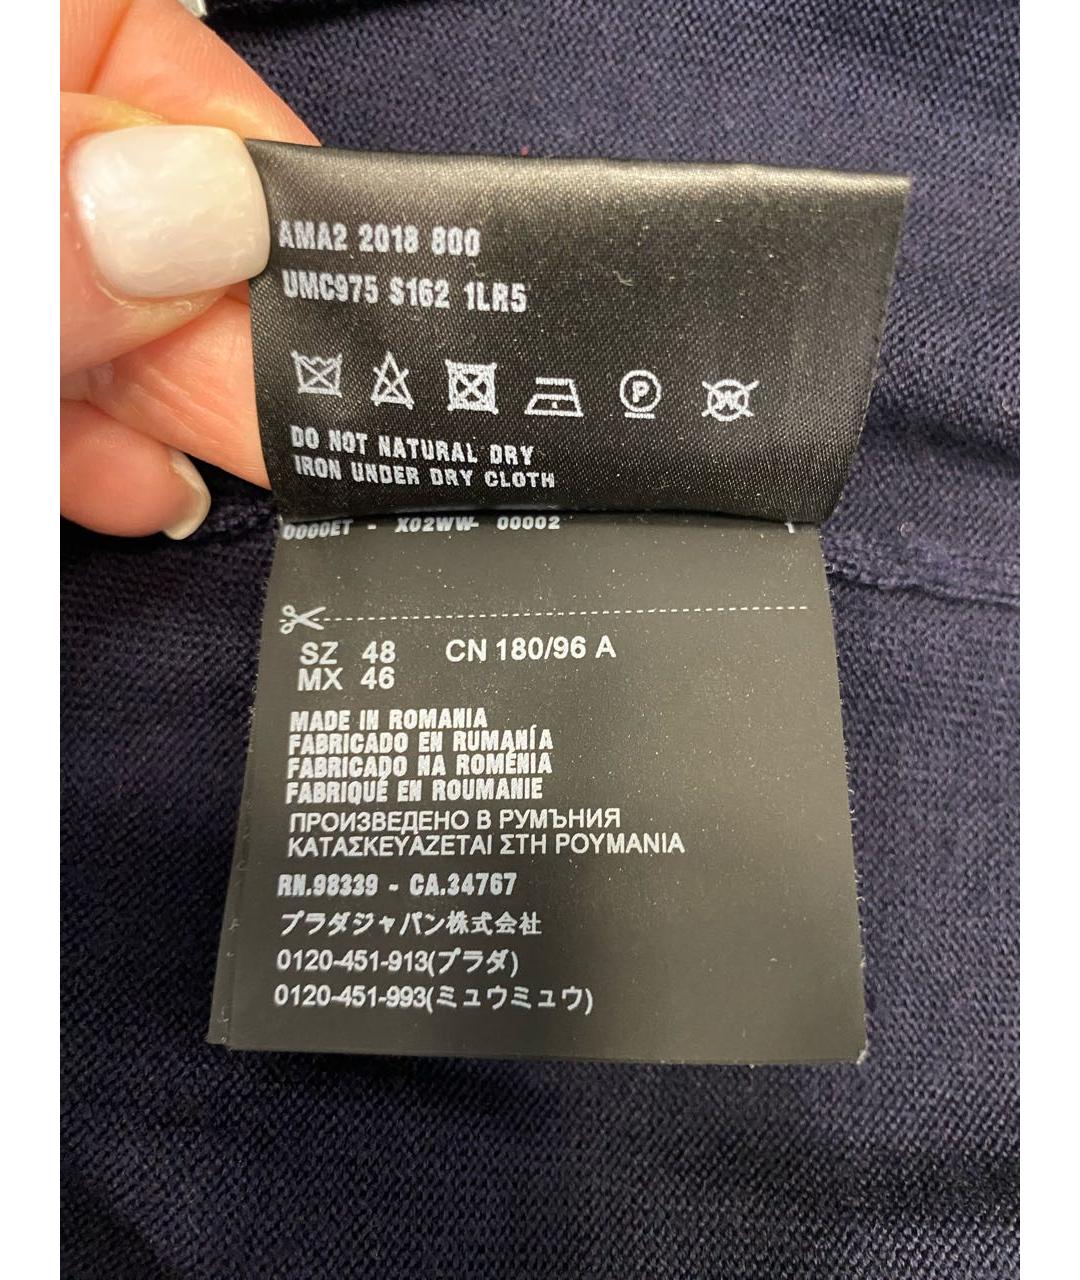 AMA2 2018 800
UMC975 S162 1LR5
P
W
DO NOT NATURAL DRY
IRON UNDER DRY CLOTH
0000ET - X02WW- 00002
SZ 48 CN 180/96 A
MX 46
MADE IN ROMANIA
FABRICADO EN RUMANÍA
FABRICADO NA ROMÉNIA
FABRIQUÉ EN ROUMANIE
ПРОИЗВЕДЕНО В РУМЪНИЯ
ΚΑΤΑΣΚΕΥΑΖΕΤΑΙ ΣΤΗ ΡΟΥΜΑΝΙΑ
RN.98339 - CA.34767
プラダジャパン株式会社
0120-451-913(プラダ)
0120-451-993(ミュウミュウ)